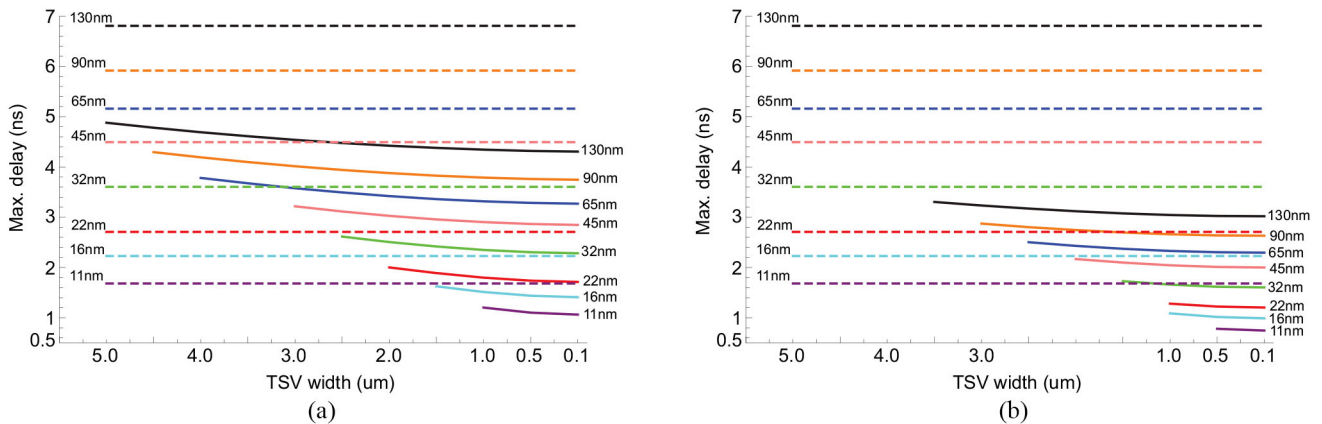 7
6
5
4
3
2
1
0.5
Max. delay (ns)
130nm
90nm
65nm
45nm
32nm
22nm
16nm
11nm
130nm
90nm
65nm
45nm
32nm
22nm
16nm
11nm
5.0 4.0 3.0 2.0 1.0 0.5 0.1
TSV width (um)
(a)
7
6
5
4
3
2
1
0.5
Max. delay (ns)
130nm
90nm
65nm
45nm
32nm
22nm
16nm
11nm
130nm
90nm
65nm
45nm
32nm
22nm
16nm
11nm
5.0 4.0 3.0 1.0 0.5 0.1
TSV width (um)
(b)